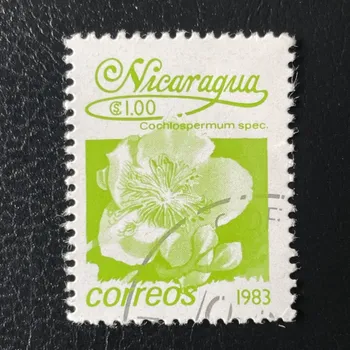 Nicaragua
C$1.00
Cochlospermum spec.
correos 1983